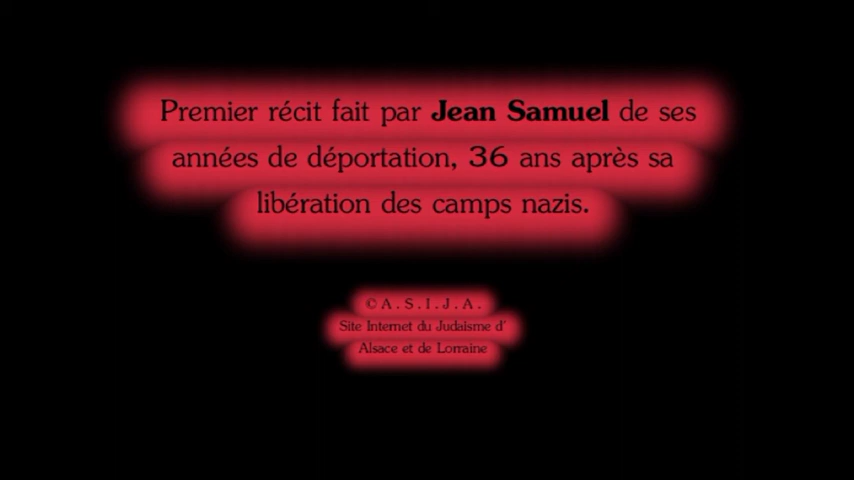 Premier récit fait par Jean Samuel de ses
années de déportation, 36 ans après sa
libération des camps nazis.
© A . S . I . J . A .
Site Internet du Judaisme d'
Alsace et de Lorraine